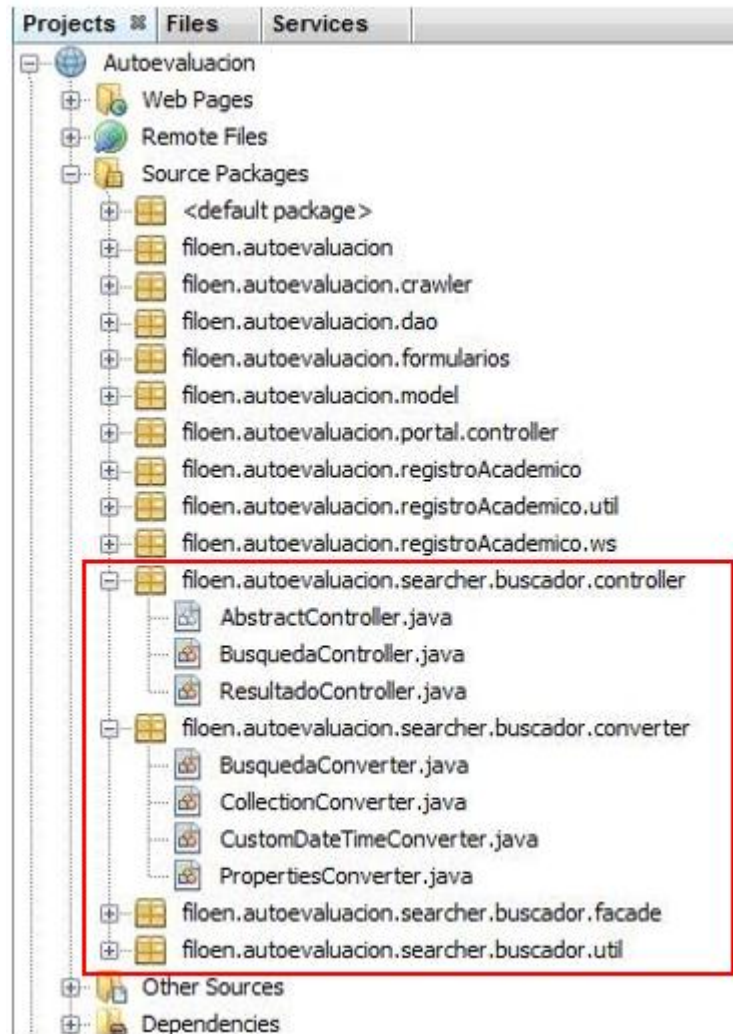 Projects Files Services
Autoevaluacion
Web Pages
Remote Files
Source Packages
<default package>
filoen.autoevaluacion
filoen.autoevaluacion.crawler
filoen.autoevaluacion.dao
filoen.autoevaluacion.formularios
filoen.autoevaluacion.model
filoen.autoevaluacion.portal.controller
filoen.autoevaluacion.registroAcademico
filoen.autoevaluacion.registroAcademico.util
filoen.autoevaluacion.registroAcademico.ws
filoen.autoevaluacion.searcher.buscador.controller
AbstractController.java
BusquedaController.java
ResultadoController.java
filoen.autoevaluacion.searcher.buscador.converter
BusquedaConverter.java
CollectionConverter.java
CustomDateTimeConverter.java
PropertiesConverter.java
filoen.autoevaluacion.searcher.buscador.facade
filoen.autoevaluacion.searcher.buscador.util
Other Sources
Dependencies